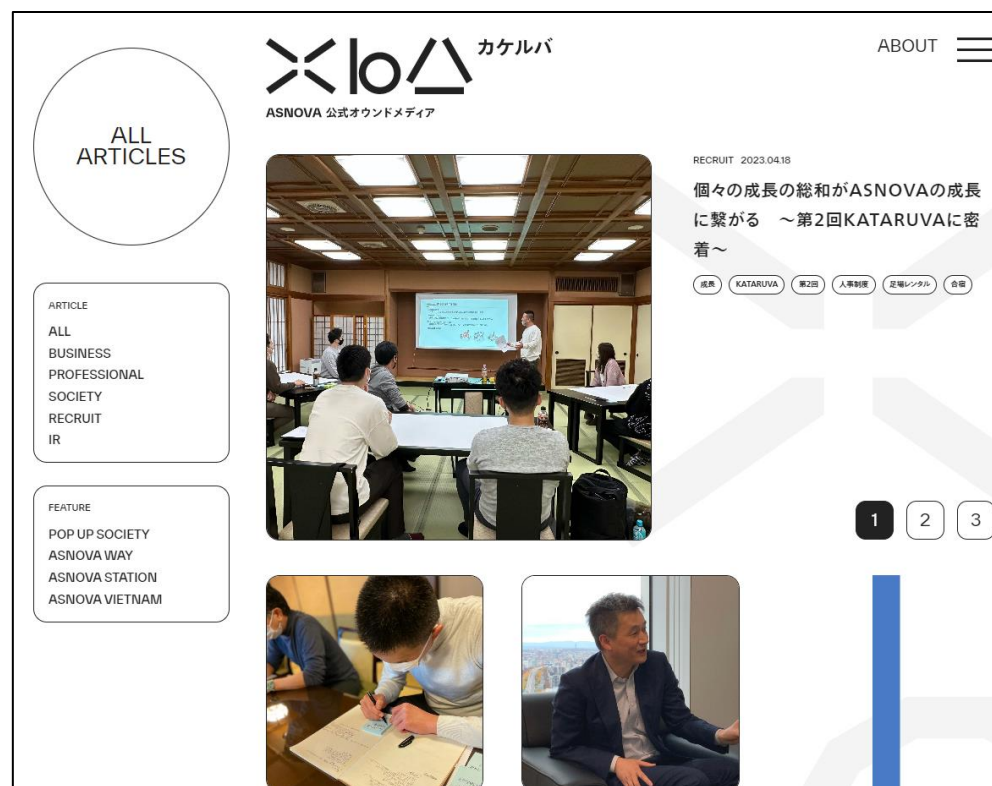 ALL
ARTICLES
カケルバ
ASNOVA 公式オウンドメディア
ABOUT
RECRUIT 2023.04.18
個々の成長の総和がASNOVAの成長
に繋がる ～第2回KATARUVAに密
着～
成長 KATARUVA 第2回 人事制度 足場レンタル 合宿
ARTICLE
ALL
BUSINESS
PROFESSIONAL
SOCIETY
RECRUIT
IR
FEATURE
POP UP SOCIETY
ASNOVA WAY
ASNOVA STATION
ASNOVA VIETNAM
1 2 3